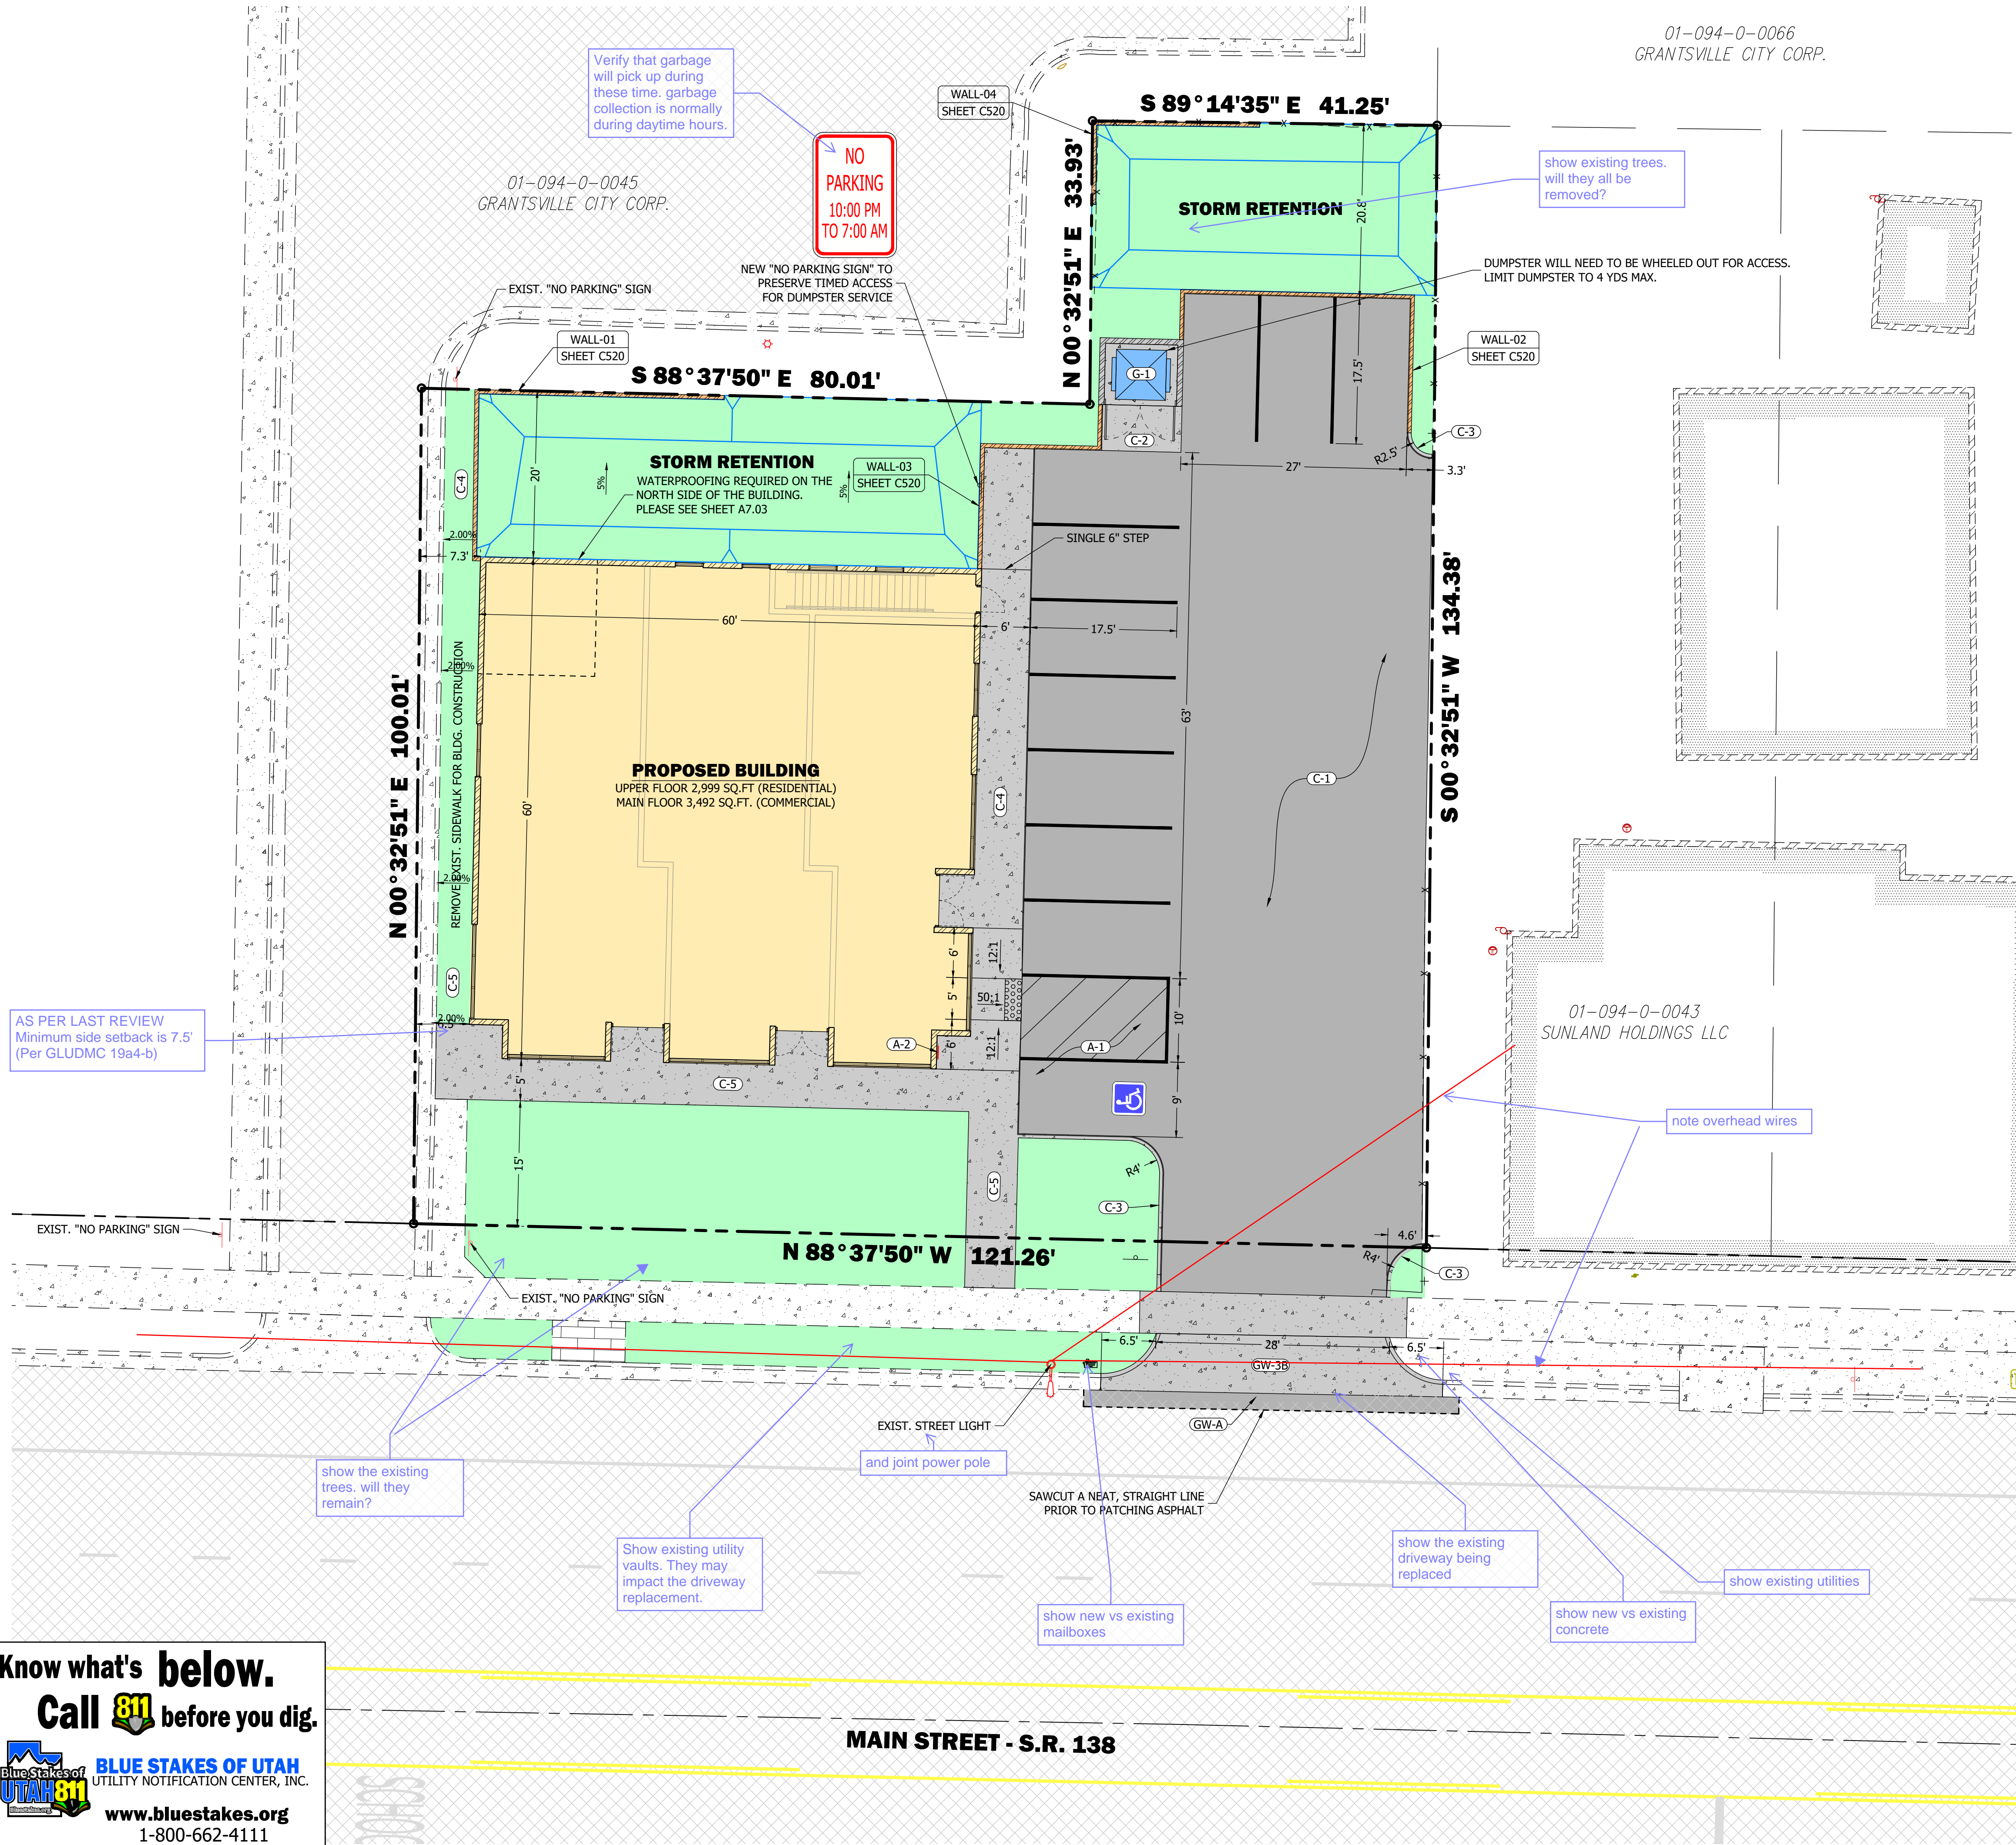 01-094-0-0066
GRANTSVILLE CITY CORP.
Verify that garbage
will pick up during
these time. garbage
collection is normally
during daytime hours.
WALL-04
SHEET C520
S 89°14'35" E 41.25'
NO
PARKING
10:00 PM
TO 7:00 AM
01-094-0-0045
GRANTSVILLE CITY CORP.
N 00°32'51" E 33.93'
show existing trees.
will they all be
removed?
STORM RETENTION
20.8'
NEW "NO PARKING SIGN" TO
PRESERVE TIMED ACCESS
FOR DUMPSTER SERVICE
DUMPSTER WILL NEED TO BE WHEELED OUT FOR ACCESS.
LIMIT DUMPSTER TO 4 YDS MAX.
EXIST. "NO PARKING" SIGN
WALL-01
SHEET C520
WALL-02
SHEET C520
S 88°37'50" E 80.01'
G-1
17.5'
C-2
C-3
R2.5'
27'
3.3'
STORM RETENTION
WATERPROOFING REQUIRED ON THE
NORTH SIDE OF THE BUILDING.
PLEASE SEE SHEET A7.03
WALL-03
SHEET C520
20'
5%
5%
C-4
2.00%
7.3'
SINGLE 6" STEP
60'
6'
17.5'
S 00°32'51" W 134.38'
2.00%
REMOVE EXIST. SIDEWALK FOR BLDG. CONSTRUCTION
N 00°32'51" E 100.01'
63'
PROPOSED BUILDING
UPPER FLOOR 2,999 SQ.FT (RESIDENTIAL)
MAIN FLOOR 3,492 SQ.FT. (COMMERCIAL)
60'
C-4
C-1
2.00%
C-5
6'
12:1
5'
50:1
10'
AS PER LAST REVIEW
Minimum side setback is 7.5'
(Per GLUDMC 19a4-b)
2.00%
A-2
6'
12:1
A-1
01-094-0-0043
SUNLAND HOLDINGS LLC
5'
C-5
9'
note overhead wires
15'
C-5
R4'
C-3
EXIST. "NO PARKING" SIGN
N 88°37'50" W 121.26'
4.6'
R4'
C-3
EXIST. "NO PARKING" SIGN
6.5'
28'
6.5'
GW-3B
EXIST. STREET LIGHT
GW-A
and joint power pole
show the existing
trees. will they
remain?
SAWCUT A NEAT, STRAIGHT LINE
PRIOR TO PATCHING ASPHALT
Show existing utility
vaults. They may
impact the driveway
replacement.
show the existing
driveway being
replaced
show existing utilities
show new vs existing
mailboxes
show new vs existing
concrete
Know what's below.
Call 811 before you dig.
Blue Stakes of
UTAH 811
BLUE STAKES OF UTAH
UTILITY NOTIFICATION CENTER, INC.
www.bluestakes.org
1-800-662-4111
MAIN STREET - S.R. 138